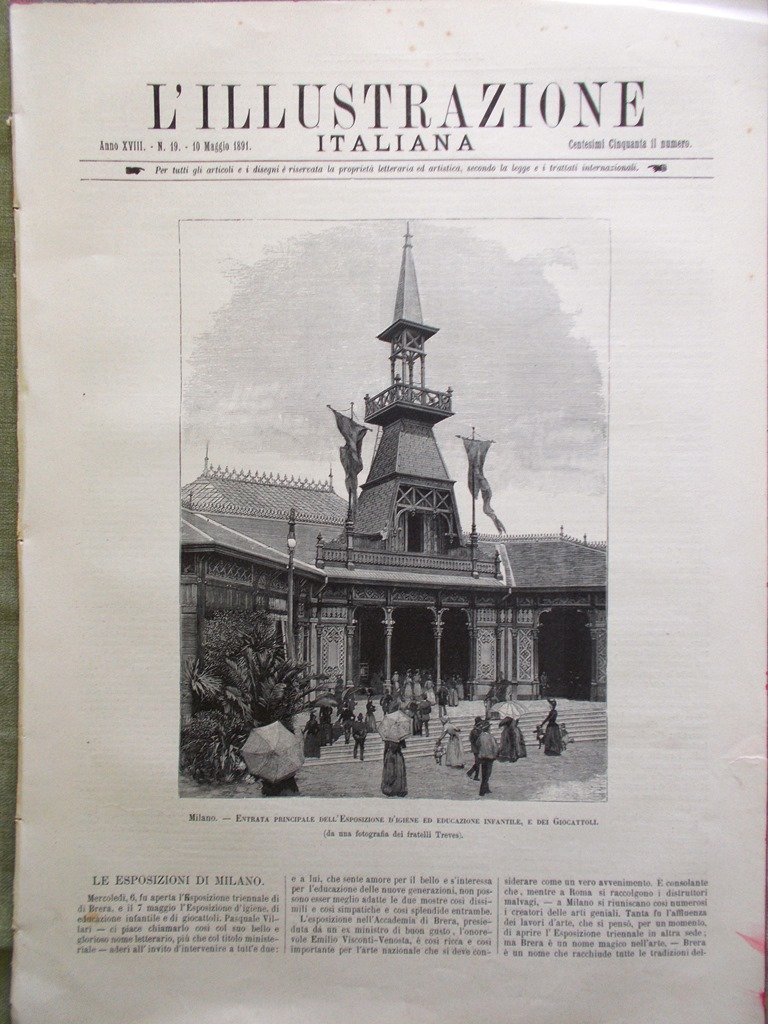 L'ILLUSTRAZIONE
ITALIANA
Anno XVIII. - N. 19. - 10 Maggio 1891.
Centesimi Cinquanta il numero.
Per tutti gli articoli e i disegni è riservata la proprietà letteraria ed artistica, secondo la legge e i trattati internazionali.
Milano. — Entrata principale dell'Esposizione d'igiene ed educazione infantile, e dei Giocattoli.
(da una fotografia dei fratelli Treves).
LE ESPOSIZIONI DI MILANO.
Mercoledì, 6, fu aperta l'Esposizione triennale di
di Brera, e il 7 maggio l'Esposizione d'igiene, di
educazione infantile e di giocattoli. Pasquale Vil-
lari — ci piace chiamarlo così col suo bello e
glorioso nome letterario, più che col titolo ministe-
riale — aderì all'invito d'intervenire a tutt'e due:
e a lui, che sente amore per il bello e s'interessa
per l'educazione delle nuove generazioni, non pos-
sono esser meglio adatte le due mostre così dissi-
mili e così simpatiche e così splendide entrambe.
L'esposizione nell'Accademia di Brera, presie-
duta da un ex ministro di buon gusto, l'onore-
vole Emilio Visconti-Venosta, è così ricca e così
importante per l'arte nazionale che si deve con-
siderare come un vero avvenimento. È consolante
che, mentre a Roma si raccolgono i distruttori
malvagi, — a Milano si riuniscano così numerosi
i creatori delle arti geniali. Tanta fu l'affluenza
dei lavori d'arte, che si pensò, per un momento,
di aprire l'Esposizione triennale in altra sede;
ma Brera è un nome magico nell'arte, — Brera
è un nome che racchiude tutte le tradizioni del-